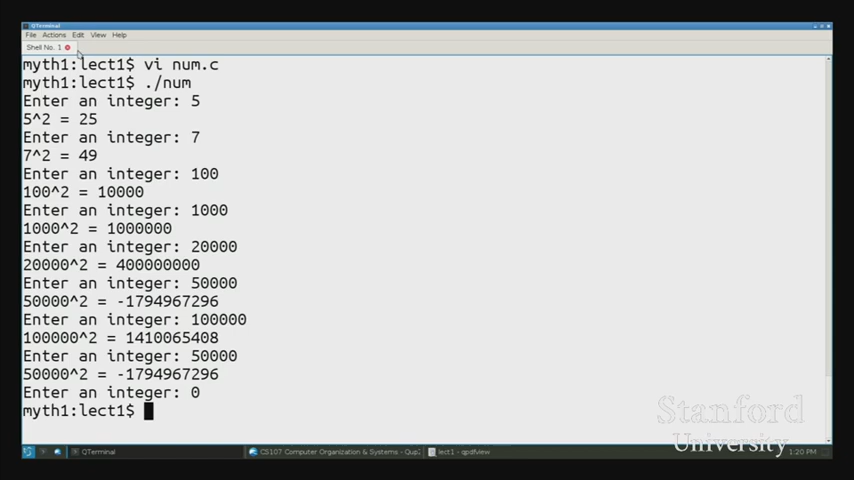 QTerminal
File Actions Edit View Help
Shell No. 1
myth1:lect1$ vi num.c
myth1:lect1$ ./num
Enter an integer: 5
5^2 = 25
Enter an integer: 7
7^2 = 49
Enter an integer: 100
100^2 = 10000
Enter an integer: 1000
1000^2 = 1000000
Enter an integer: 20000
20000^2 = 400000000
Enter an integer: 50000
50000^2 = -1794967296
Enter an integer: 100000
100000^2 = 1410065408
Enter an integer: 50000
50000^2 = -1794967296
Enter an integer: 0
myth1:lect1$
Stanford
University
QTerminal CS107 Computer Organization & Systems - lect1 - qpdfview 1:20 PM